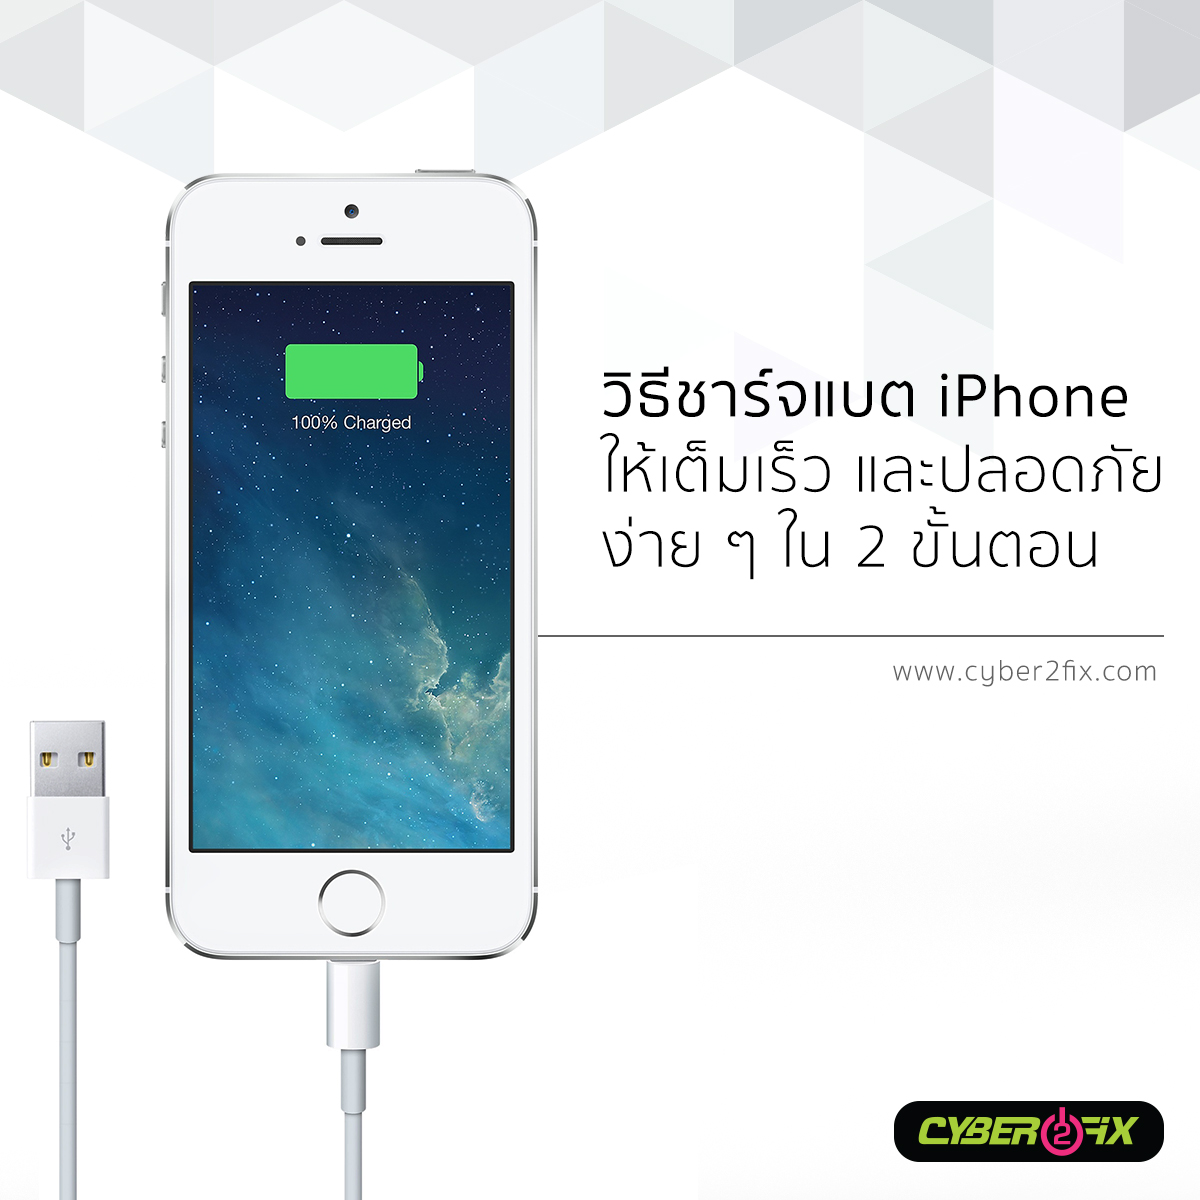 100% Charged
วิธีชาร์จแบต iPhone
ให้เต็มเร็ว และปลอดภัย
ง่าย ๆ ใน 2 ขั้นตอน
www.cyber2fix.com
CYBER2FIX